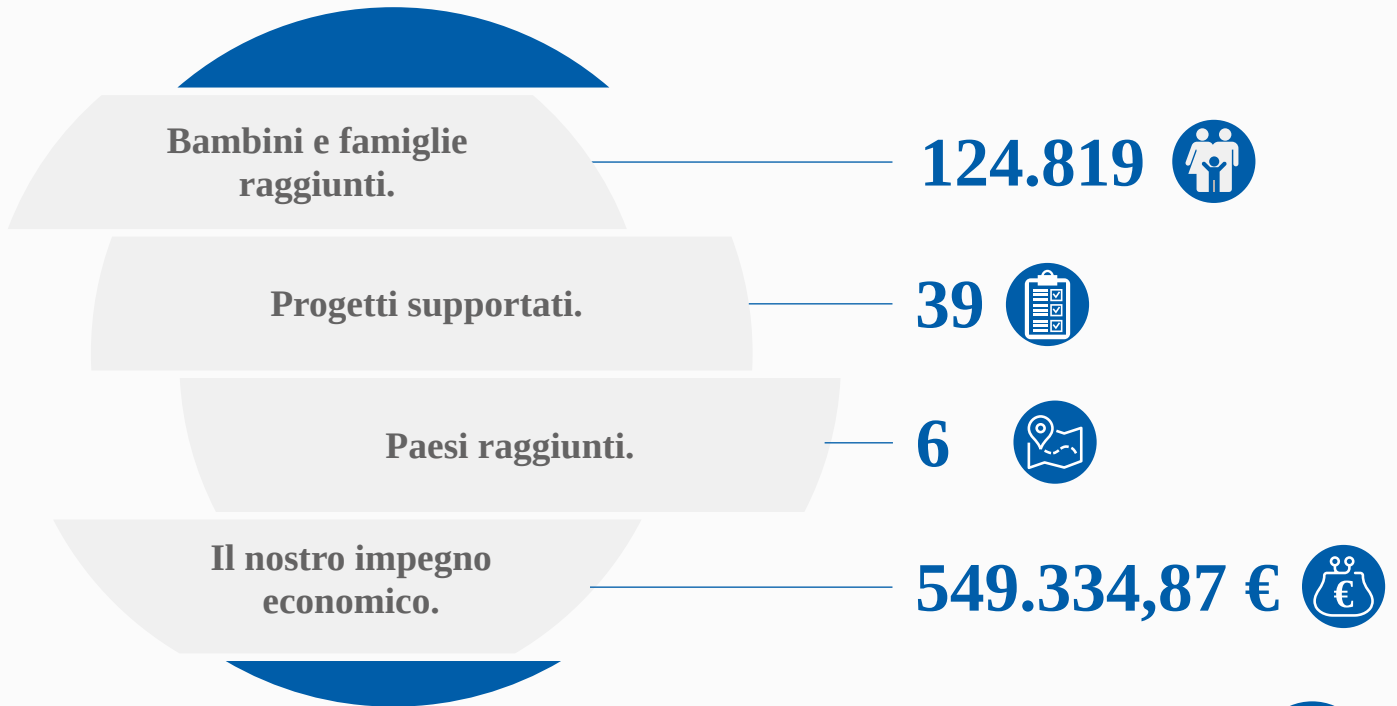 Bambini e famiglie
raggiunti.
124.819
Progetti supportati.
39
Paesi raggiunti.
6
Il nostro impegno
economico.
549.334,87 €
€